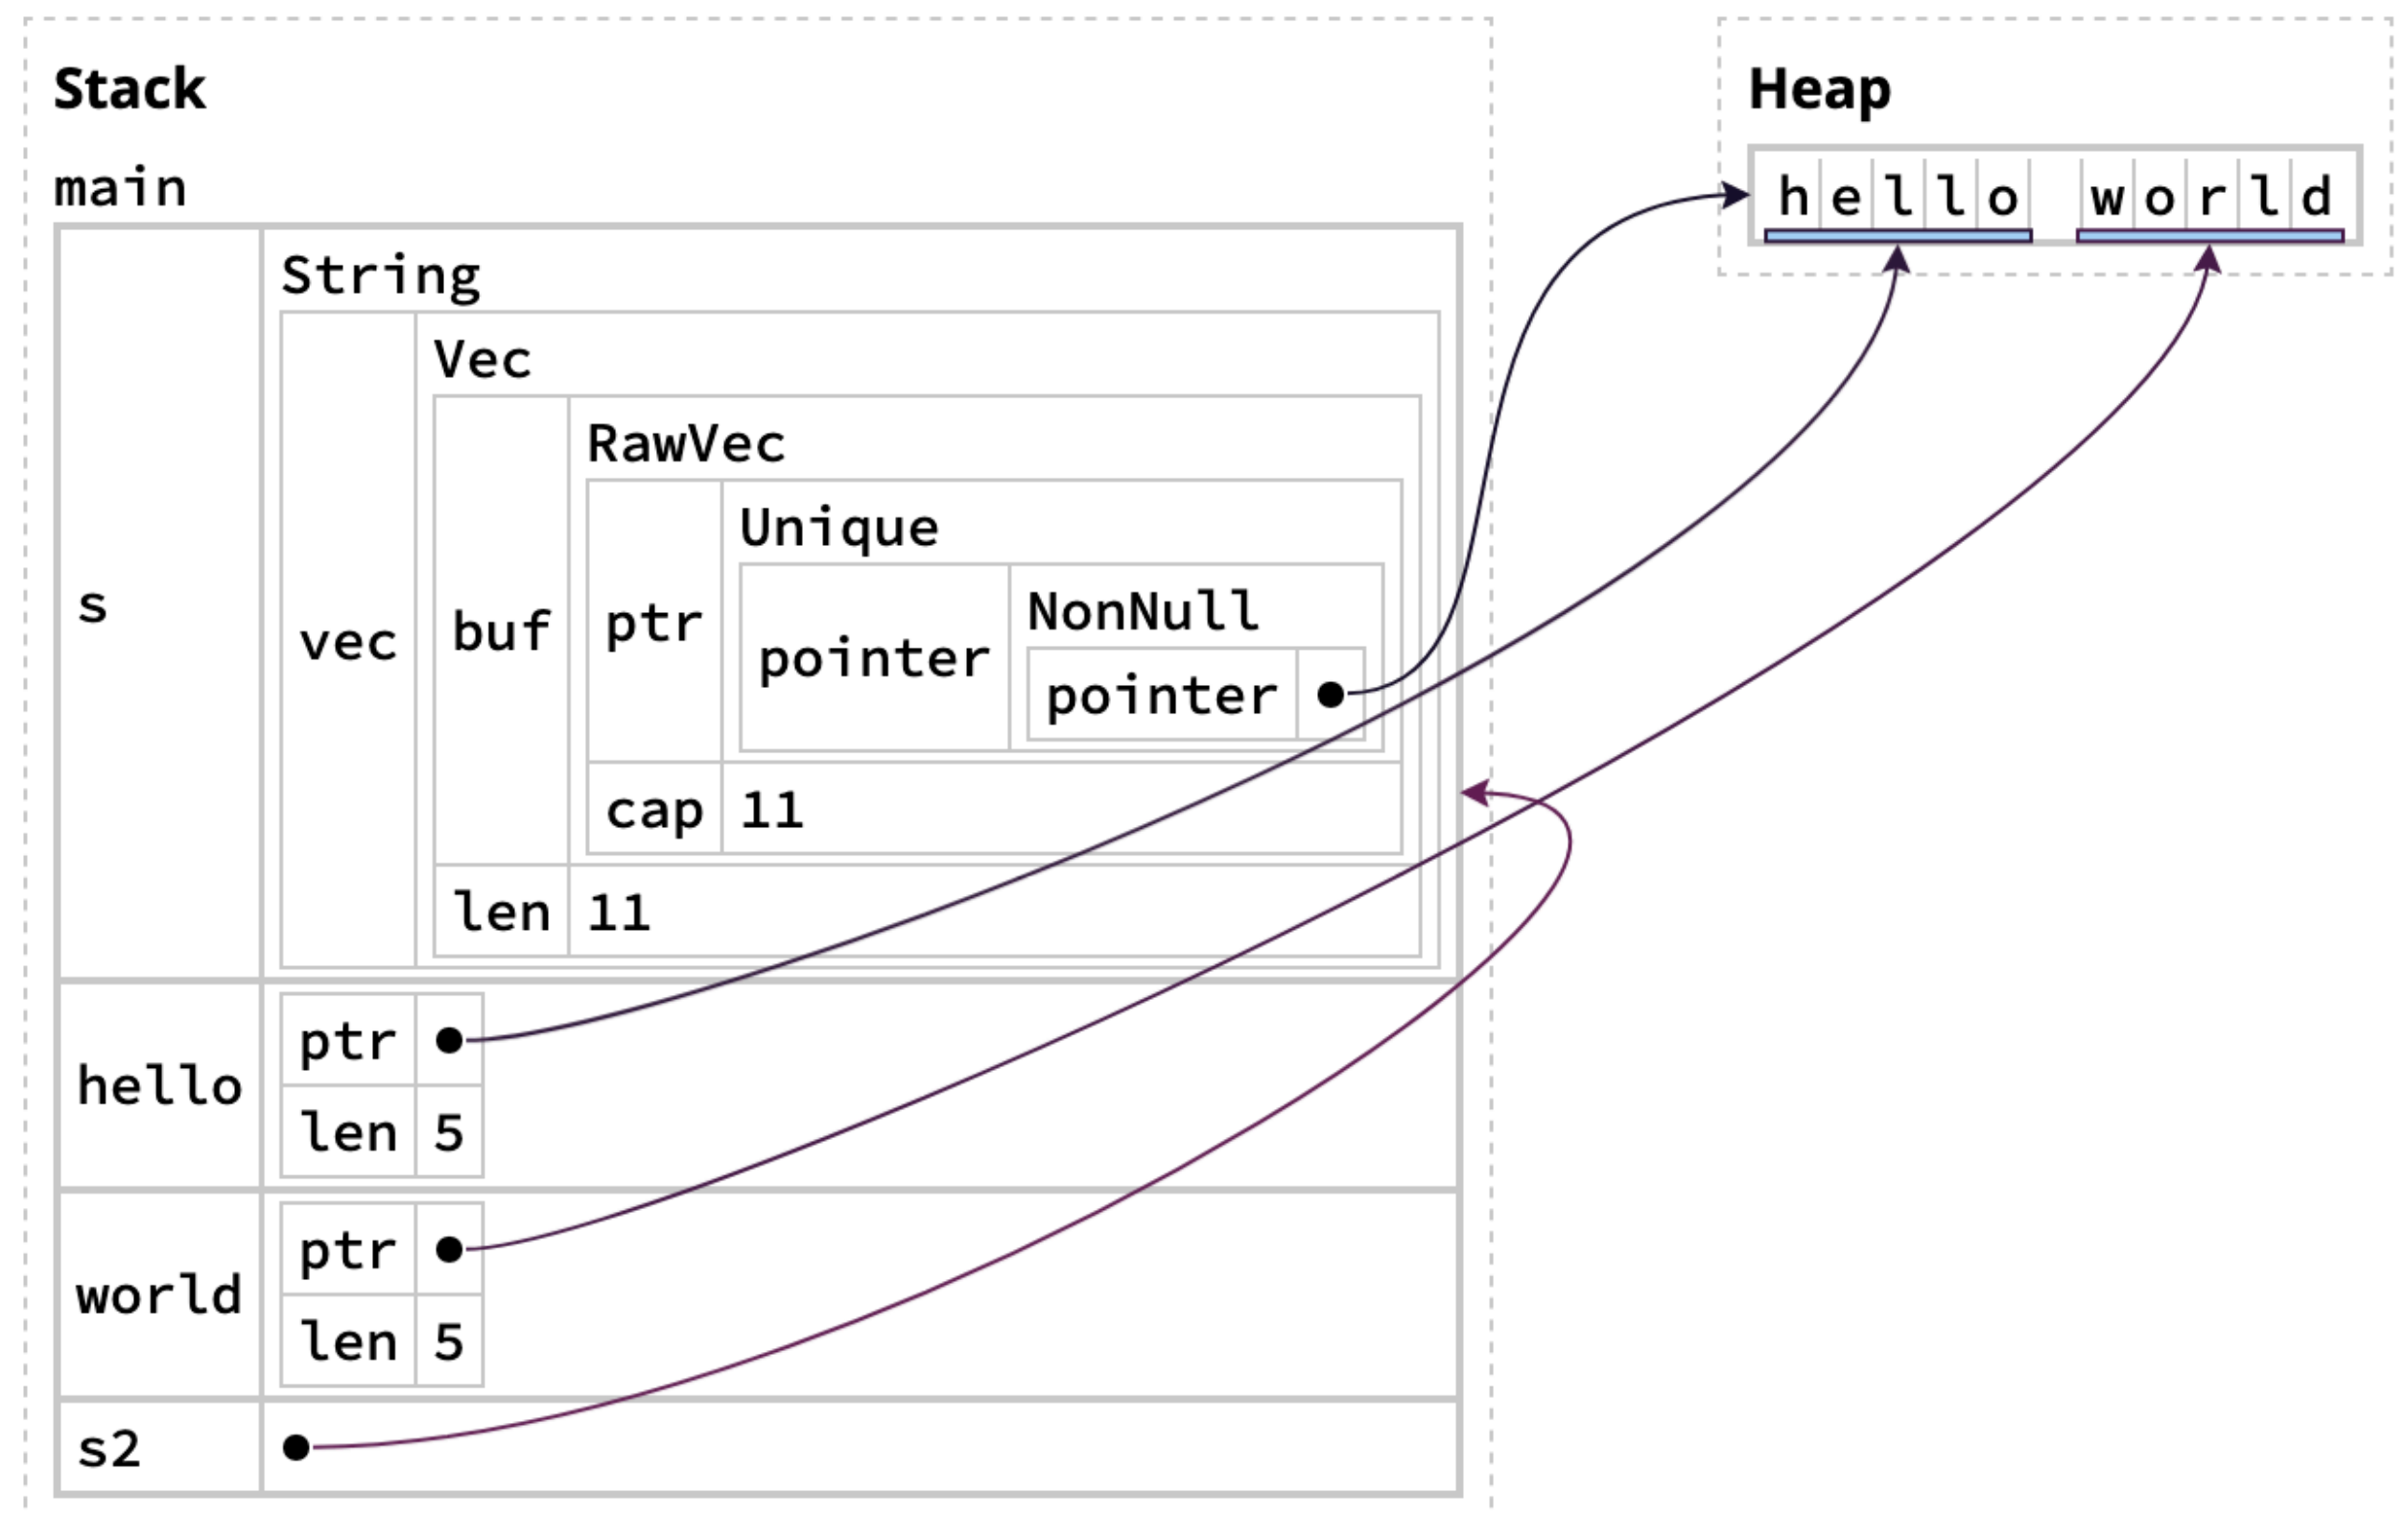 Stack
Heap
h e l l o   w o r l d
main
s
String
vec
Vec
buf
RawVec
ptr
Unique
pointer
NonNull
pointer
cap 11
len 11
hello
ptr
len 5
world
ptr
len 5
s2